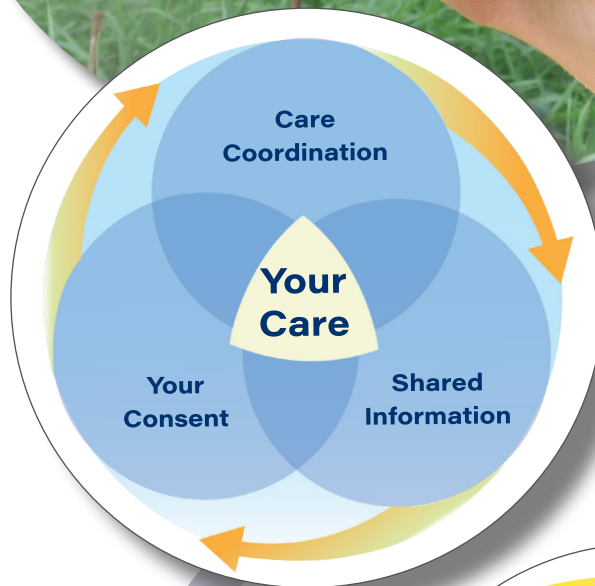 Care
Coordination
Your
Care
Your
Consent
Shared
Information